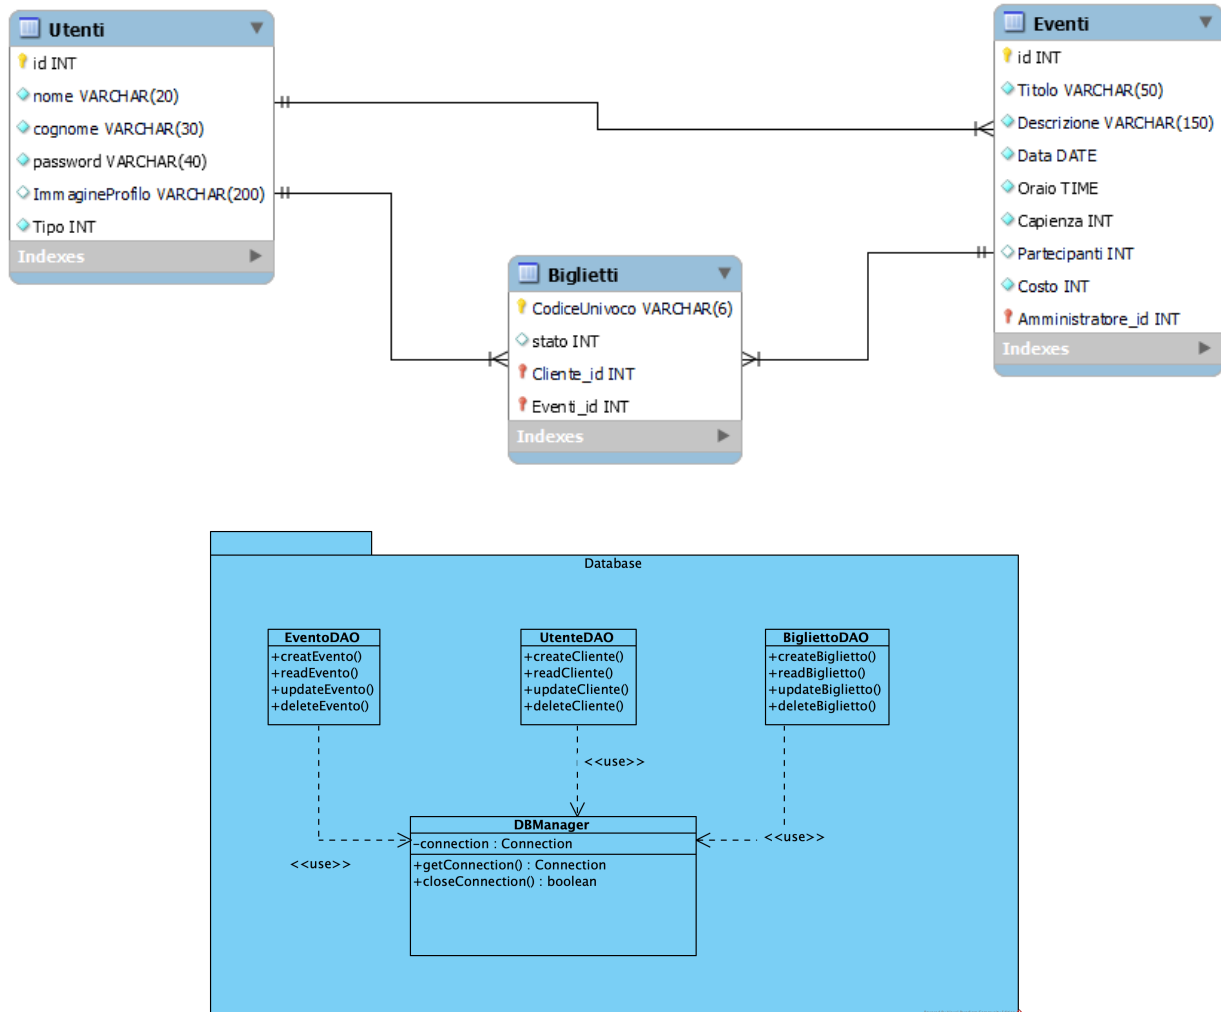 Utenti
id INT
nome VARCHAR(20)
cognome VARCHAR(30)
password VARCHAR(40)
ImmagineProfilo VARCHAR(200)
Tipo INT
Indexes
Eventi
id INT
Titolo VARCHAR(50)
Descrizione VARCHAR(150)
Data DATE
Oraio TIME
Capienza INT
Partecipanti INT
Costo INT
Amministratore_id INT
Indexes
Biglietti
CodiceUnivoco VARCHAR(6)
stato INT
Cliente_id INT
Eventi_id INT
Indexes
Database
EventoDAO
+creatEvento()
+readEvento()
+updateEvento()
+deleteEvento()
UtenteDAO
+createCliente()
+readCliente()
+updateCliente()
+deleteCliente()
BigliettoDAO
+createBiglietto()
+readBiglietto()
+updateBiglietto()
+deleteBiglietto()
<<use>>
<<use>>
<<use>>
DBManager
-connection : Connection
+getConnection() : Connection
+closeConnection() : boolean